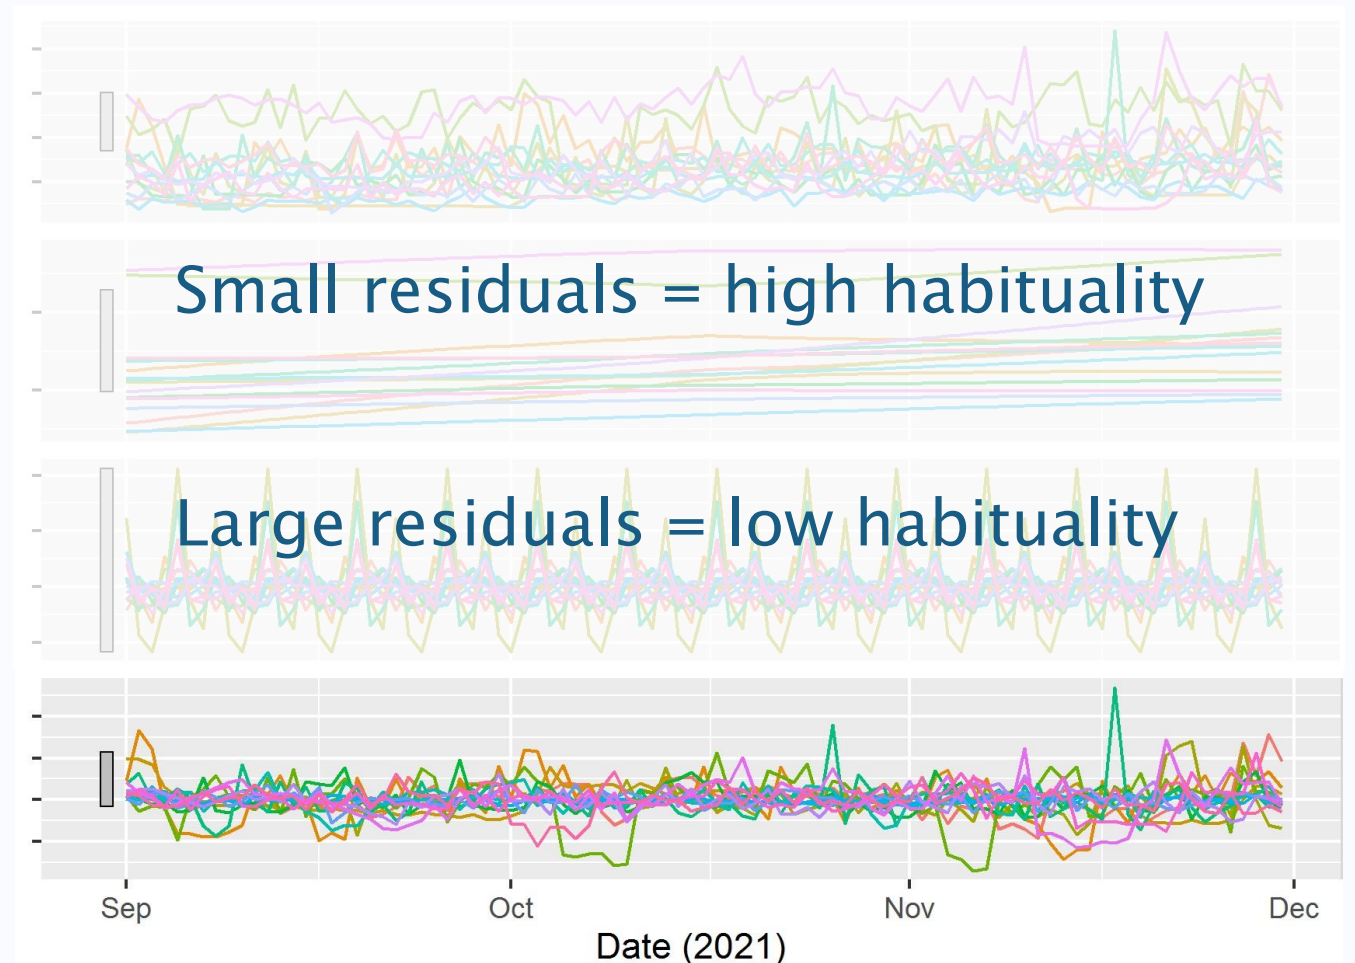 Small residuals = high habituality
Large residuals = low habituality
Sep Oct Nov Dec
Date (2021)